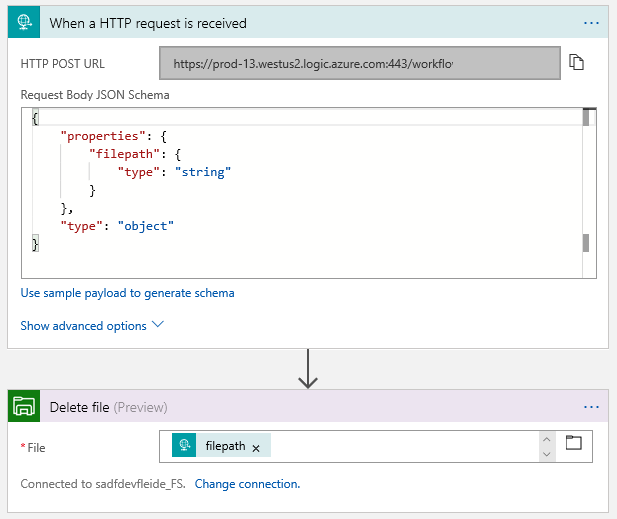 When a HTTP request is received
HTTP POST URL
https://prod-13.westus2.logic.azure.com:443/workflov
Request Body JSON Schema
{
"properties": {
"filepath": {
"type": "string"
}
},
"type": "object"
}
Use sample payload to generate schema
Show advanced options
Delete file (Preview)
*File
filepath ×
Connected to sadfdevfleide_FS. Change connection.